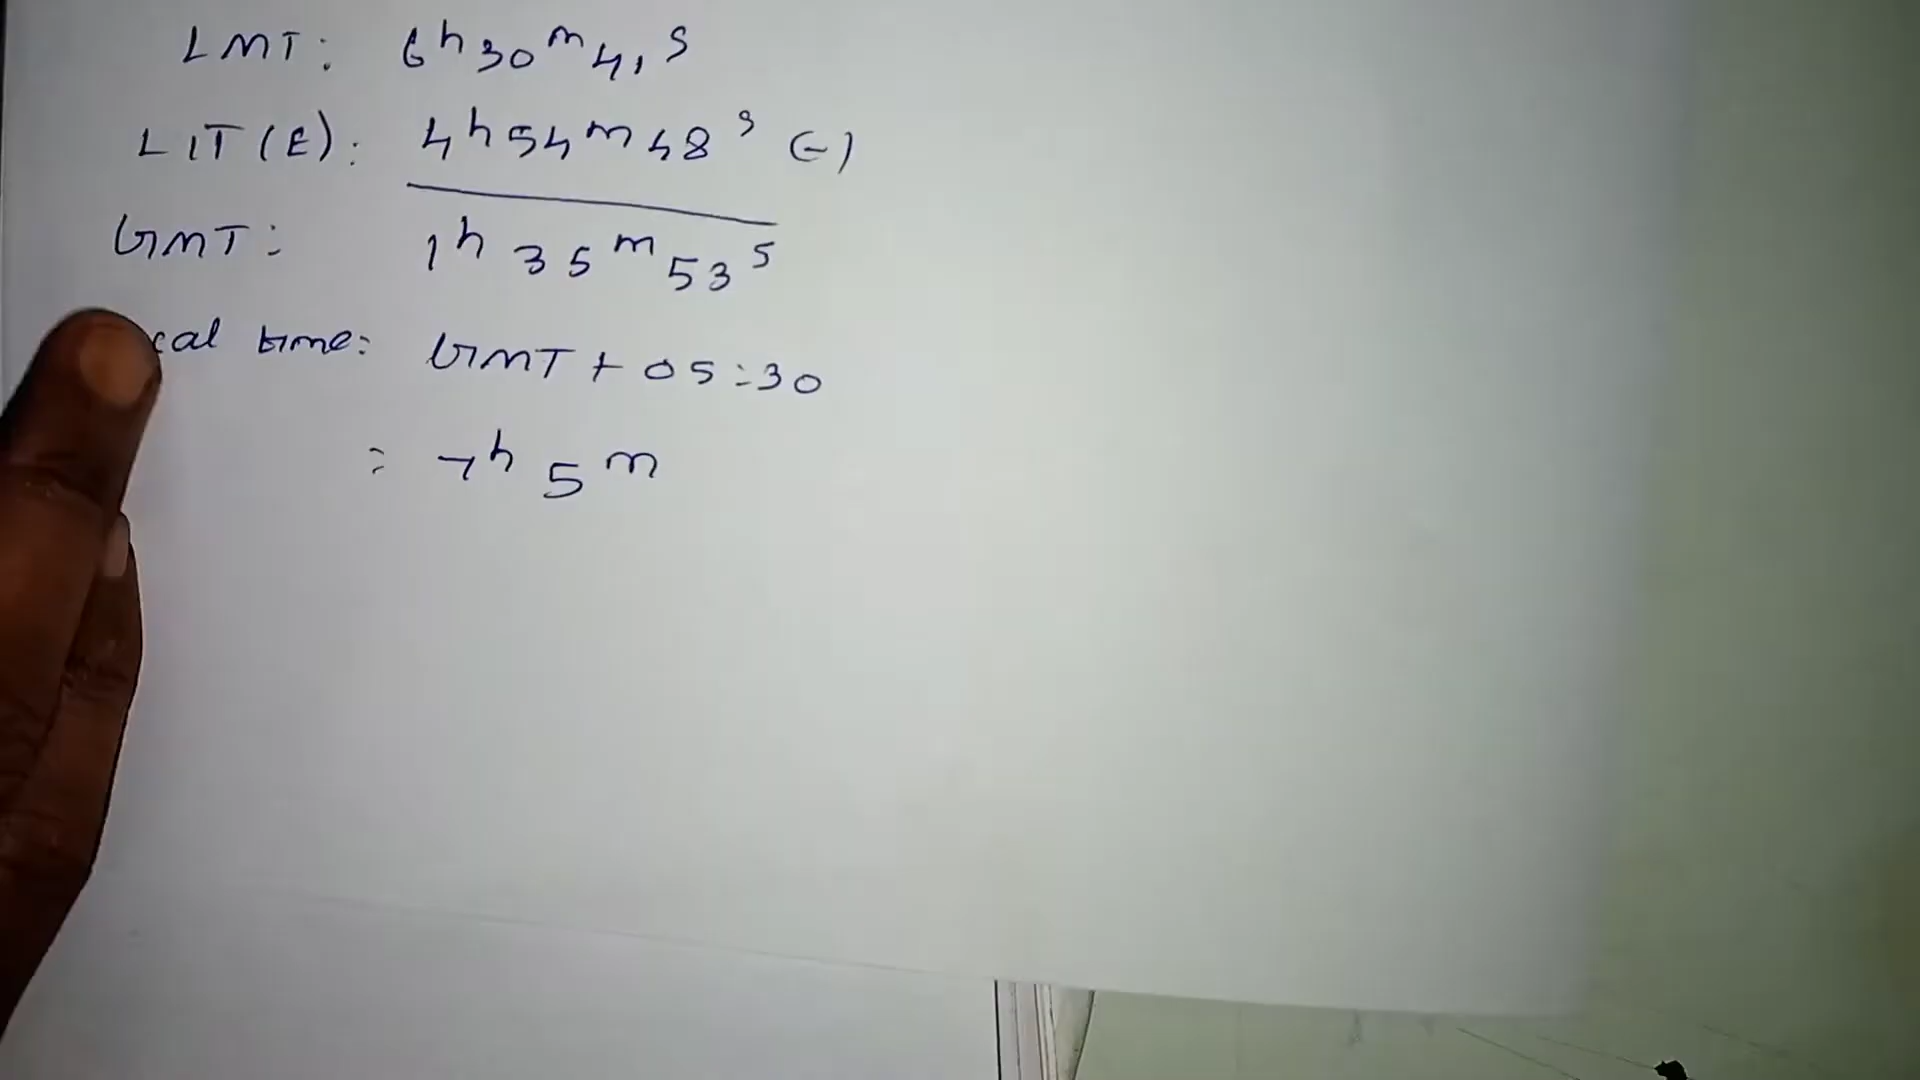 LMT: 6h 30m 41s
LIT(E): 4h 54m 48s (-)
GMT: 1h 35m 53s
cal time: GMT + 05:30
= 7h 5m